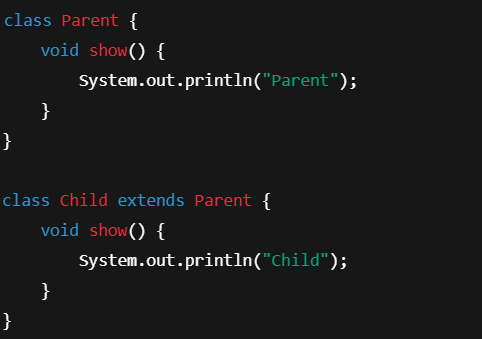 class Parent {
    void show() {
        System.out.println("Parent");
    }
}

class Child extends Parent {
    void show() {
        System.out.println("Child");
    }
}